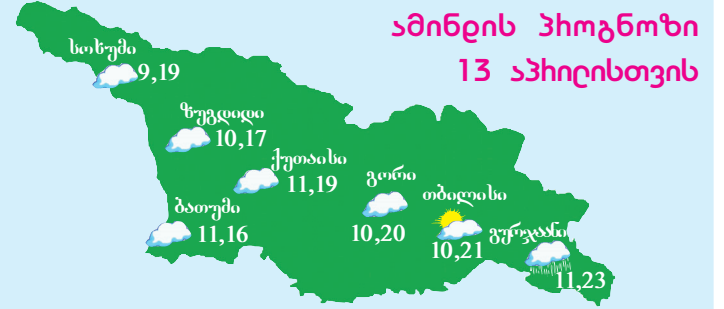 ამინდის პროგნოზი
13 აპრილისთვის
სოხუმი
9,19
ზუგდიდი
10,17
ქუთაისი
11,19
გორი
10,20
თბილისი
10,21
ბათუმი
11,16
გურჯაანი
11,23